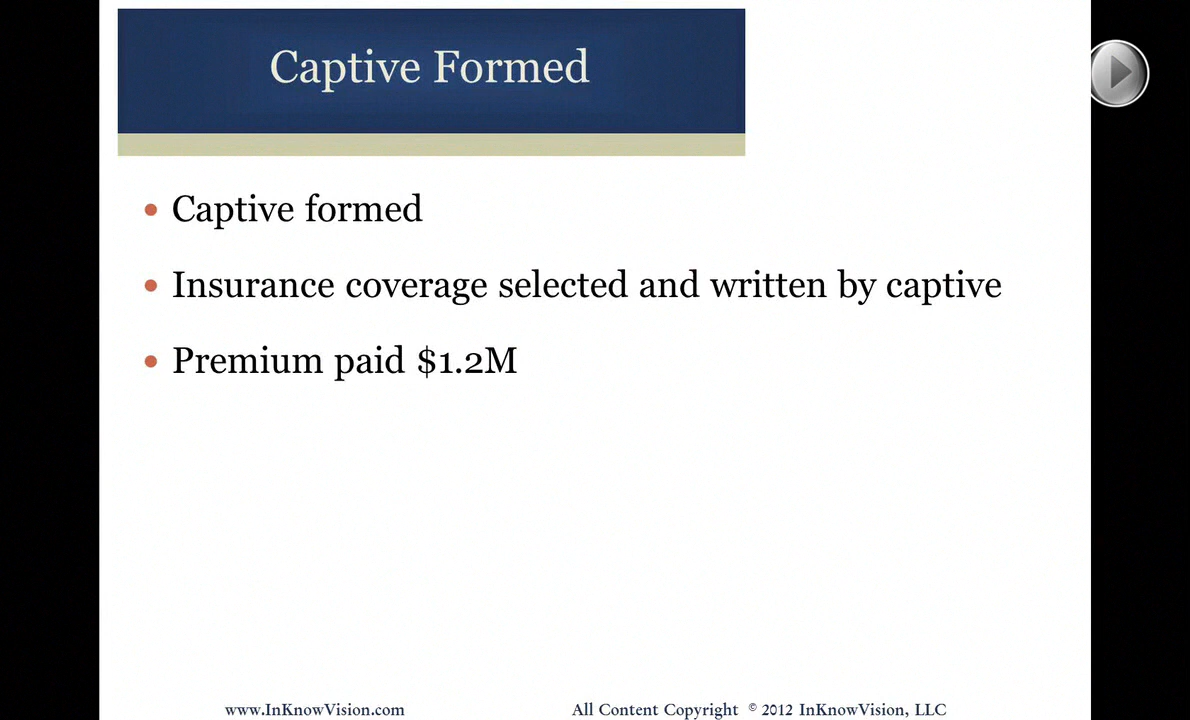 Captive Formed
• Captive formed
• Insurance coverage selected and written by captive
• Premium paid $1.2M
www.InKnowVision.com
All Content Copyright © 2012 InKnowVision, LLC